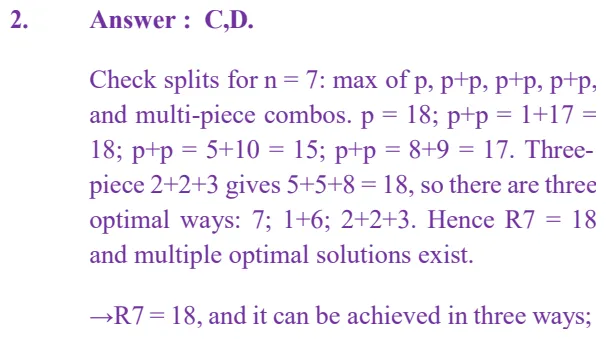 2. Answer : C,D.
Check splits for n = 7: max of p, p+p, p+p, p+p,
and multi-piece combos. p = 18; p+p = 1+17 =
18; p+p = 5+10 = 15; p+p = 8+9 = 17. Three-
piece 2+2+3 gives 5+5+8 = 18, so there are three
optimal ways: 7; 1+6; 2+2+3. Hence R7 = 18
and multiple optimal solutions exist.
→R7 = 18, and it can be achieved in three ways;